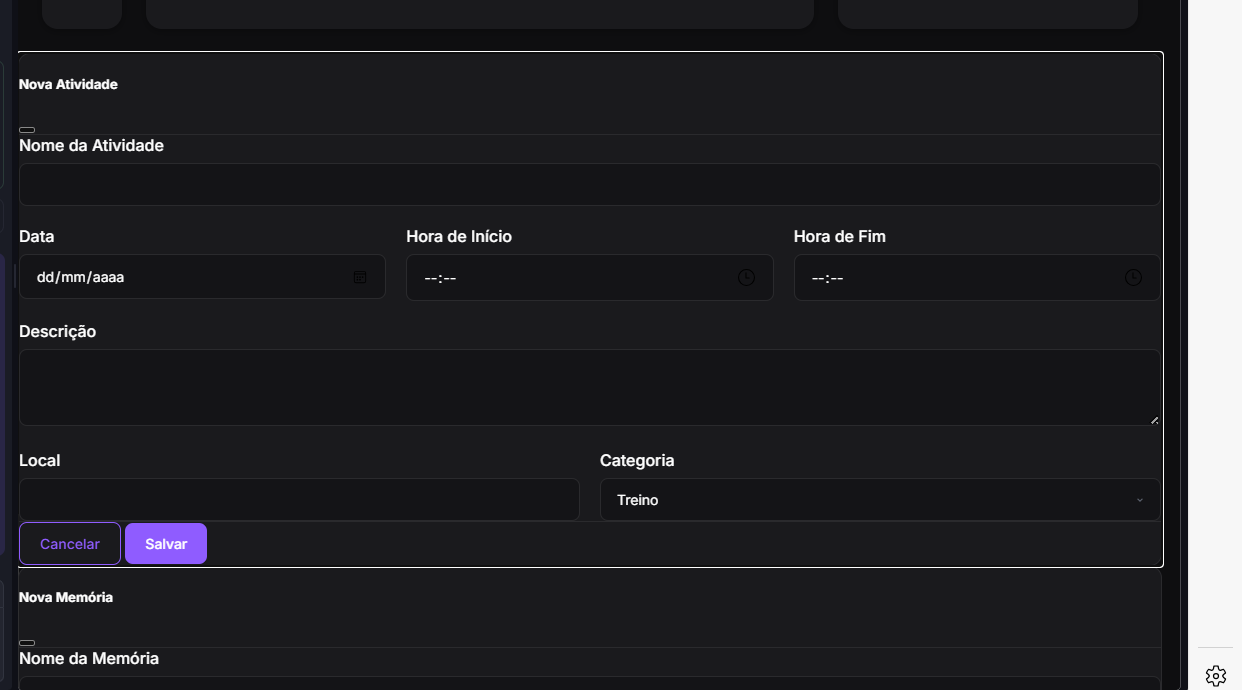 Nova Atividade
Nome da Atividade
Data Hora de Início Hora de Fim
dd/mm/aaaa --:-- --:--
Descrição
Local Categoria
Treino
Cancelar Salvar
Nova Memória
Nome da Memória